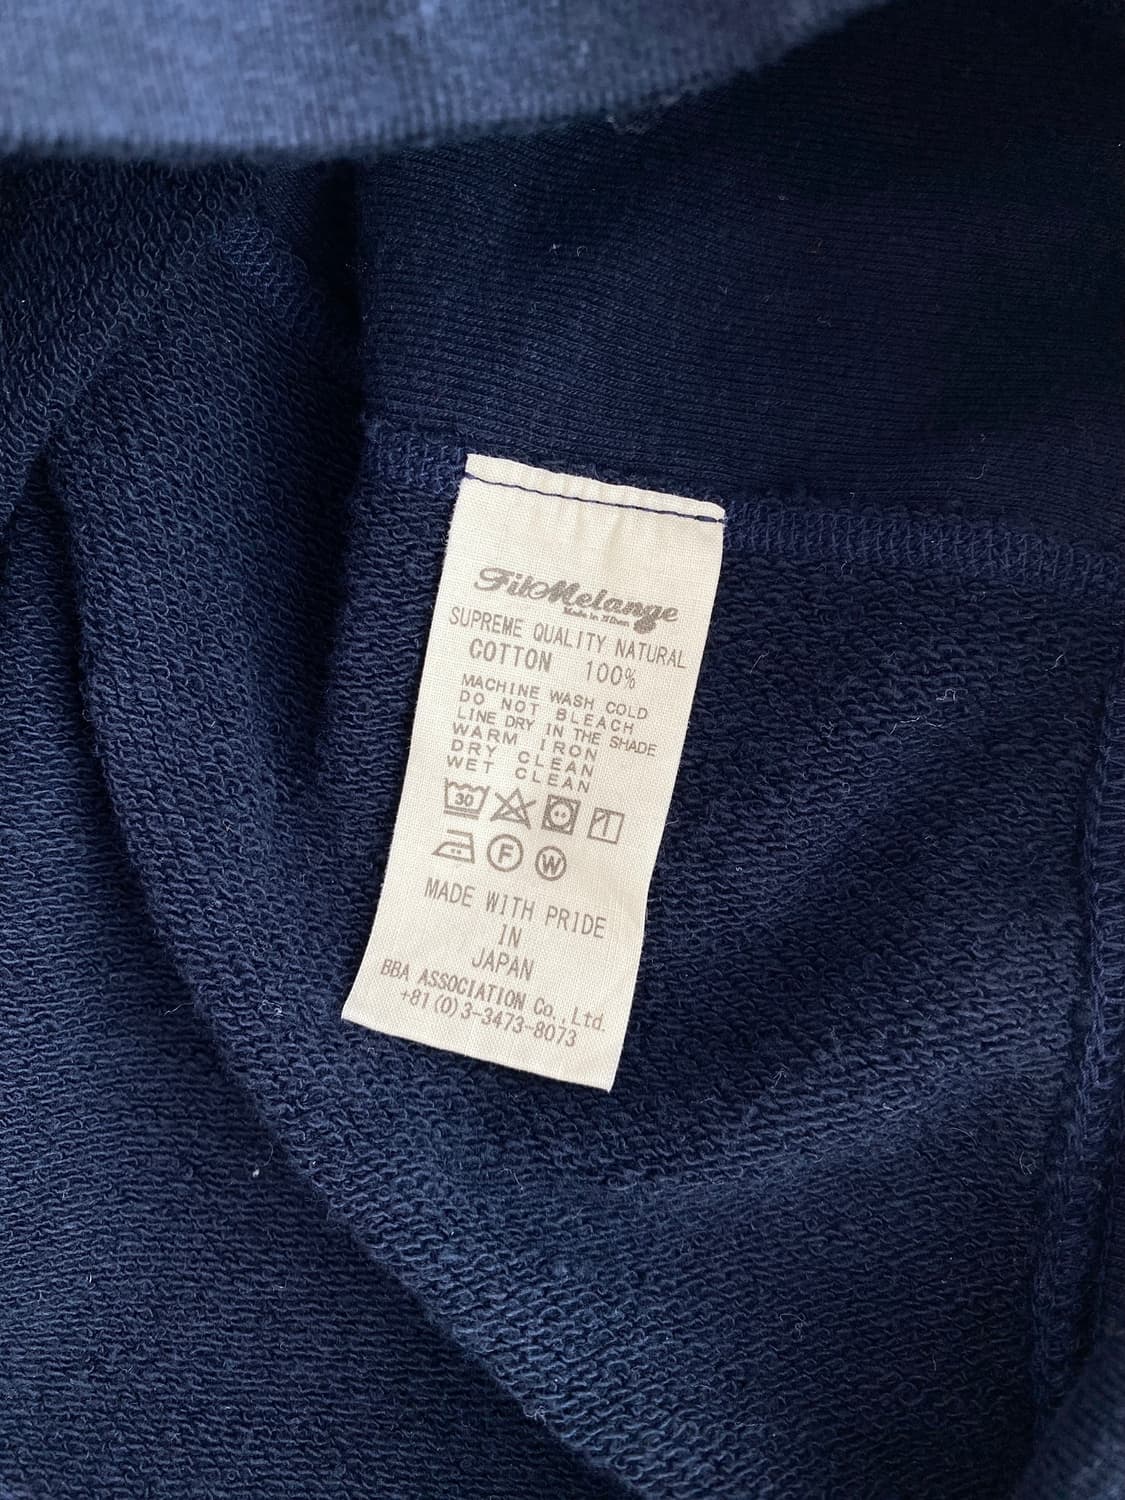 FilMelange
SUPREME QUALITY NATURAL
COTTON 100%
MACHINE WASH COLD
DO NOT BLEACH
LINE DRY IN THE SHADE
WARM IRON
DRY CLEAN
WET CLEAN
30
F W
MADE WITH PRIDE
IN
JAPAN
BBA ASSOCIATION Co.,Ltd.
+81(0)3-3473-8073